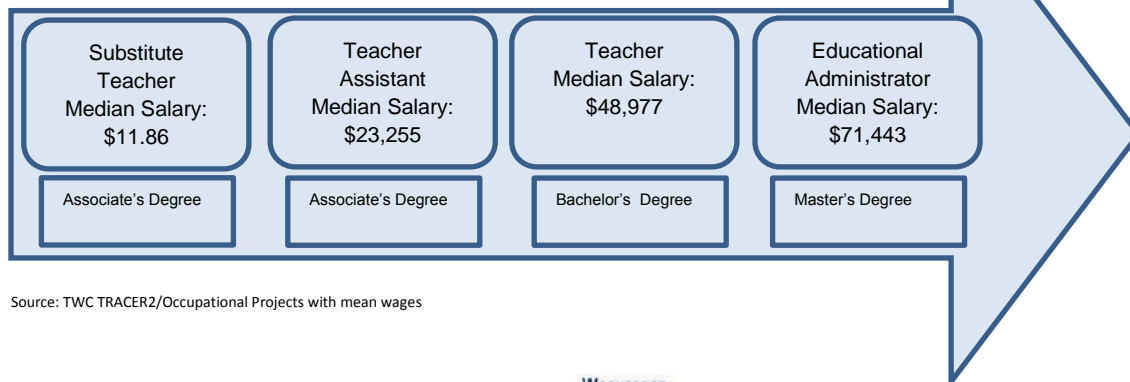 Substitute
Teacher
Median Salary:
$11.86
Teacher
Assistant
Median Salary:
$23,255
Teacher
Median Salary:
$48,977
Educational
Administrator
Median Salary:
$71,443
Associate's Degree
Associate's Degree
Bachelor's Degree
Master's Degree
Source: TWC TRACER2/Occupational Projects with mean wages